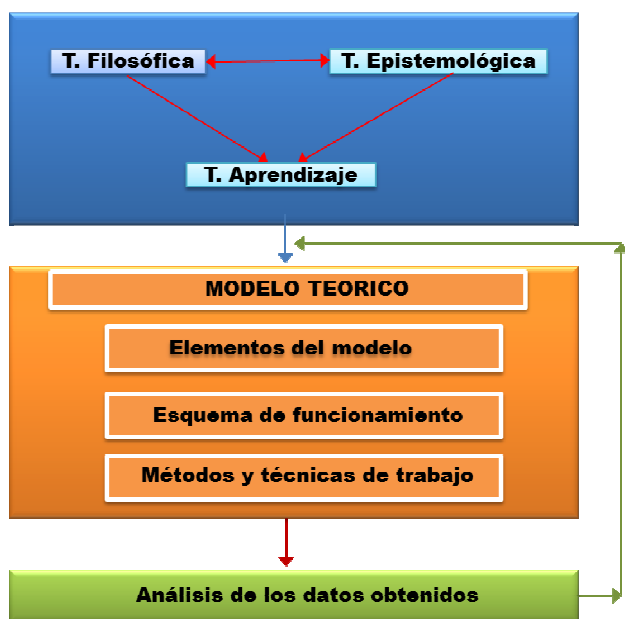 T. Filosófica
T. Epistemológica
T. Aprendizaje
MODELO TEORICO
Elementos del modelo
Esquema de funcionamiento
Métodos y técnicas de trabajo
Análisis de los datos obtenidos